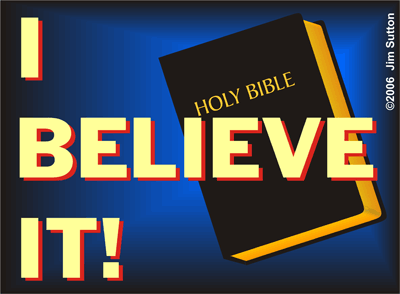 I
HOLY BIBLE
BELIEVE
IT!
©2006 Jim Sutton